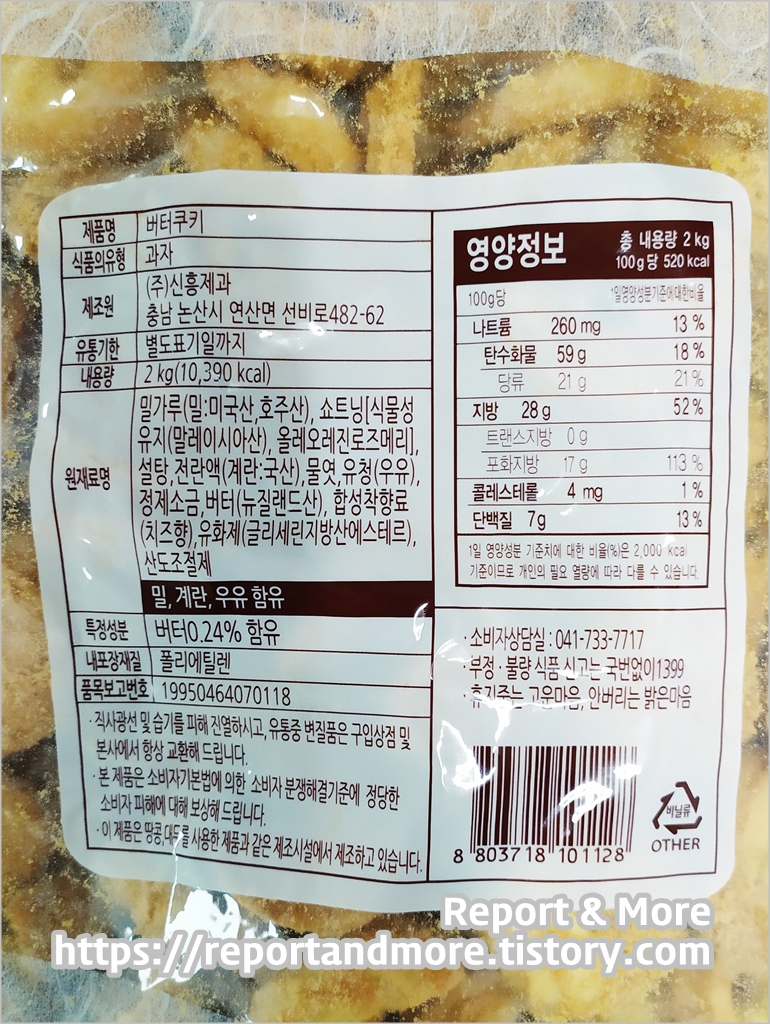 제품명 버터쿠키
식품의유형 과자
제조원 (주)신흥제과
충남 논산시 연산면 선비로482-62
유통기한 별도표기일까지
내용량 2 kg(10,390 kcal)
원재료명 밀가루(밀:미국산,호주산), 쇼트닝[식물성
유지(말레이시아산), 올레오레진로즈메리],
설탕,전란액(계란:국산),물엿,유청(우유),
정제소금,버터(뉴질랜드산), 합성착향료
(치즈향),유화제(글리세린지방산에스테르),
산도조절제
밀, 계란, 우유 함유
특정성분 버터0.24% 함유
내포장재질 폴리에틸렌
품목보고번호 19950464070118
· 직사광선 및 습기를 피해 진열하시고, 유통중 변질품은 구입상점 및
본사에서 항상 교환해 드립니다.
· 본 제품은 소비자기본법에 의한 소비자 분쟁해결기준에 정당한
소비자 피해에 대해 보상해 드립니다.
· 이 제품은 땅콩,대두를 사용한 제품과 같은 제조시설에서 제조하고 있습니다.
영양정보 총 내용량 2 kg
100g당 520 kcal
100g당 1일영양성분기준에대한비율
나트륨 260 mg 13 %
탄수화물 59 g 18 %
당류 21 g 21 %
지방 28 g 52 %
트랜스지방 0 g
포화지방 17 g 113 %
콜레스테롤 4 mg 1 %
단백질 7g 13 %
1일 영양성분 기준치에 대한 비율(%)은 2,000 kcal
기준이므로 개인의 필요 열량에 따라 다를 수 있습니다.
· 소비자상담실 : 041-733-7717
· 부정 · 불량 식품 신고는 국번없이1399
· 휴지줍는 고운마음, 안버리는 밝은마음
8 803718 101128
비닐류
OTHER
Report & More
https://reportandmore.tistory.com